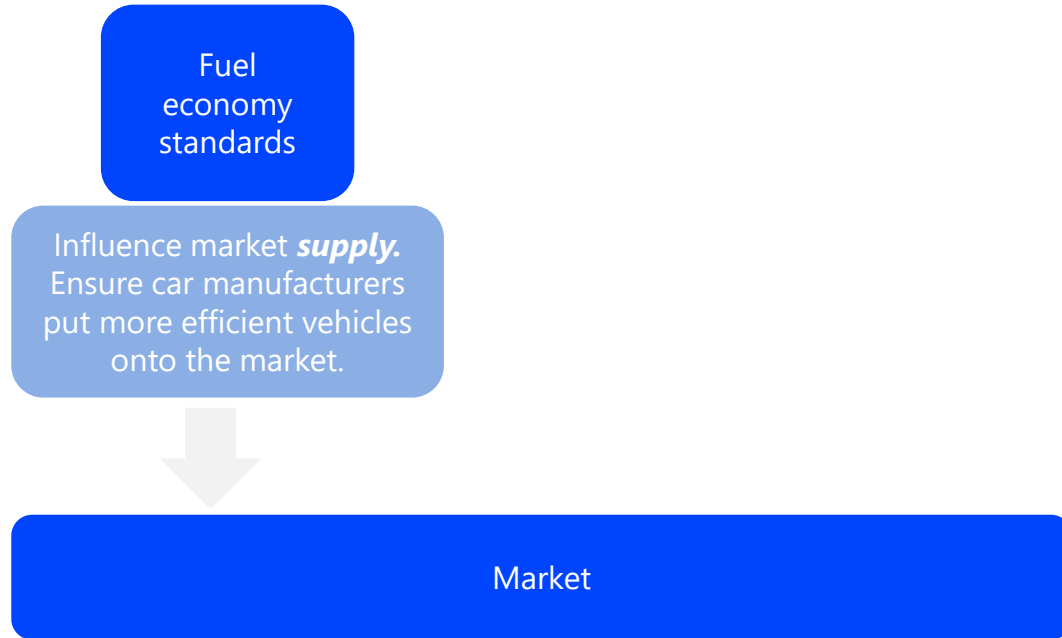 Fuel
economy
standards
Influence market supply.
Ensure car manufacturers
put more efficient vehicles
onto the market.
Market